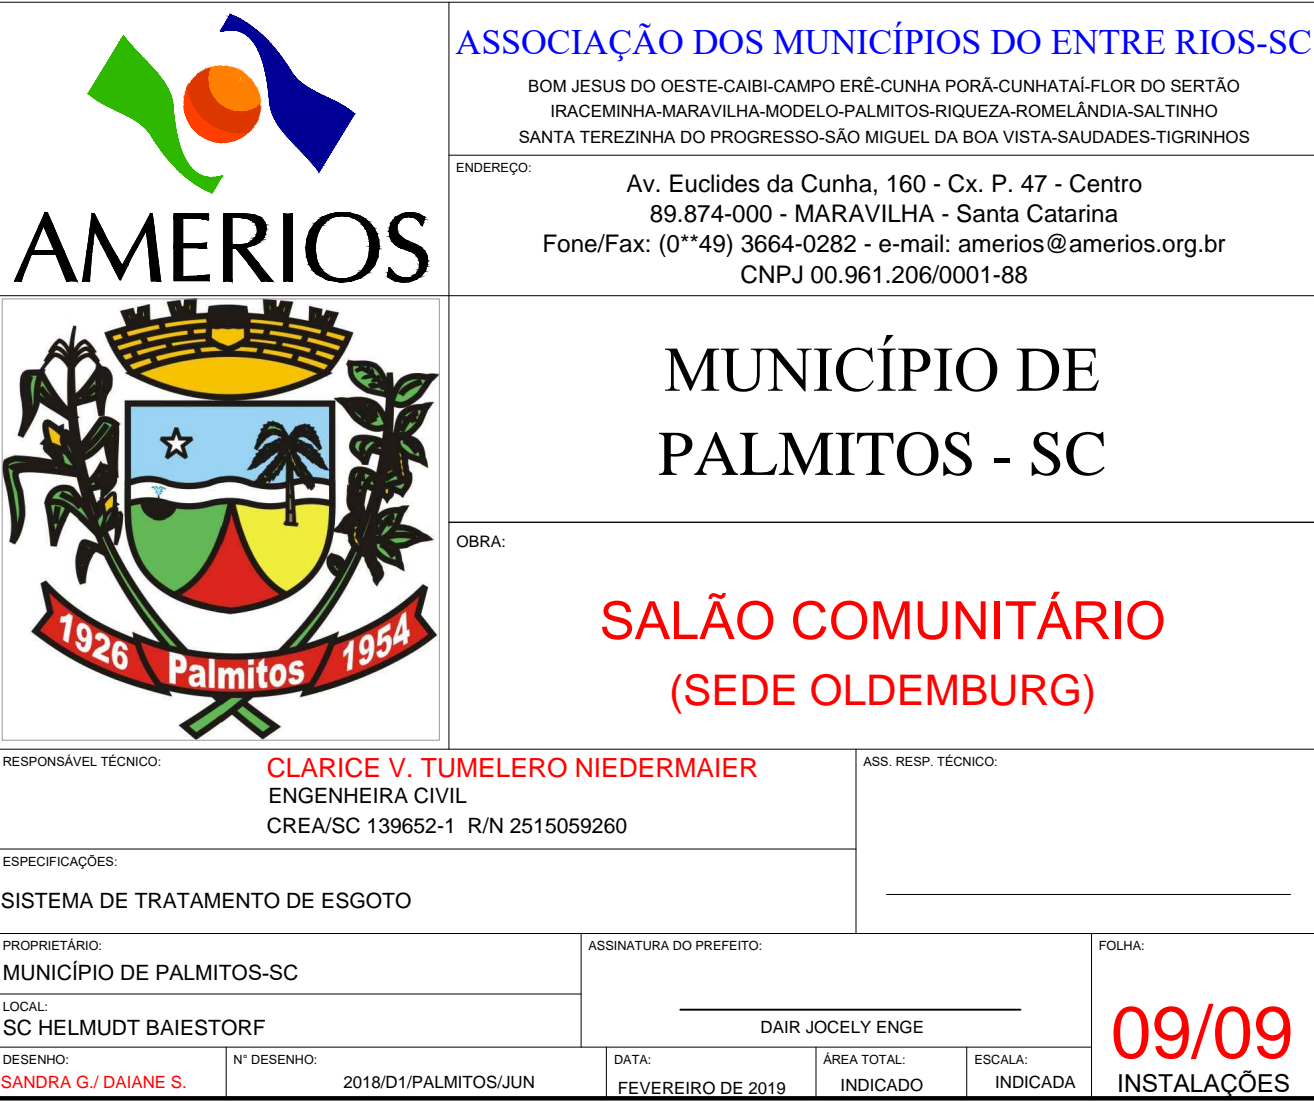 AMERIOS
ASSOCIAÇÃO DOS MUNICÍPIOS DO ENTRE RIOS-SC
BOM JESUS DO OESTE-CAIBI-CAMPO ERÊ-CUNHA PORÃ-CUNHATAÍ-FLOR DO SERTÃO
IRACEMINHA-MARAVILHA-MODELO-PALMITOS-RIQUEZA-ROMELÂNDIA-SALTINHO
SANTA TEREZINHA DO PROGRESSO-SÃO MIGUEL DA BOA VISTA-SAUDADES-TIGRINHOS
ENDEREÇO:
Av. Euclides da Cunha, 160 - Cx. P. 47 - Centro
89.874-000 - MARAVILHA - Santa Catarina
Fone/Fax: (0**49) 3664-0282 - e-mail: amerios@amerios.org.br
CNPJ 00.961.206/0001-88
1926 Palmitos 1954
MUNICÍPIO DE
PALMITOS - SC
OBRA:
SALÃO COMUNITÁRIO
(SEDE OLDEMBURG)
RESPONSÁVEL TÉCNICO:
CLARICE V. TUMELERO NIEDERMAIER
ENGENHEIRA CIVIL
CREA/SC 139652-1 R/N 2515059260
ASS. RESP. TÉCNICO:
ESPECIFICAÇÕES:
SISTEMA DE TRATAMENTO DE ESGOTO
PROPRIETÁRIO:
MUNICÍPIO DE PALMITOS-SC
LOCAL:
SC HELMUDT BAIESTORF
ASSINATURA DO PREFEITO:
DAIR JOCELY ENGE
FOLHA:
09/09
INSTALAÇÕES
DESENHO:
SANDRA G./ DAIANE S.
N° DESENHO:
2018/D1/PALMITOS/JUN
DATA:
FEVEREIRO DE 2019
ÁREA TOTAL:
INDICADO
ESCALA:
INDICADA